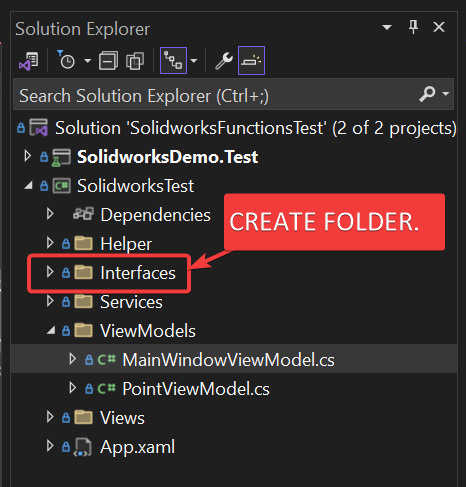 Solution Explorer
Search Solution Explorer (Ctrl+;)
Solution 'SolidworksFunctionsTest' (2 of 2 projects)
SolidworksDemo.Test
C# SolidworksTest
Dependencies
CREATE FOLDER.
Helper
Interfaces
Services
ViewModels
C# MainWindowViewModel.cs
C# PointViewModel.cs
Views
App.xaml